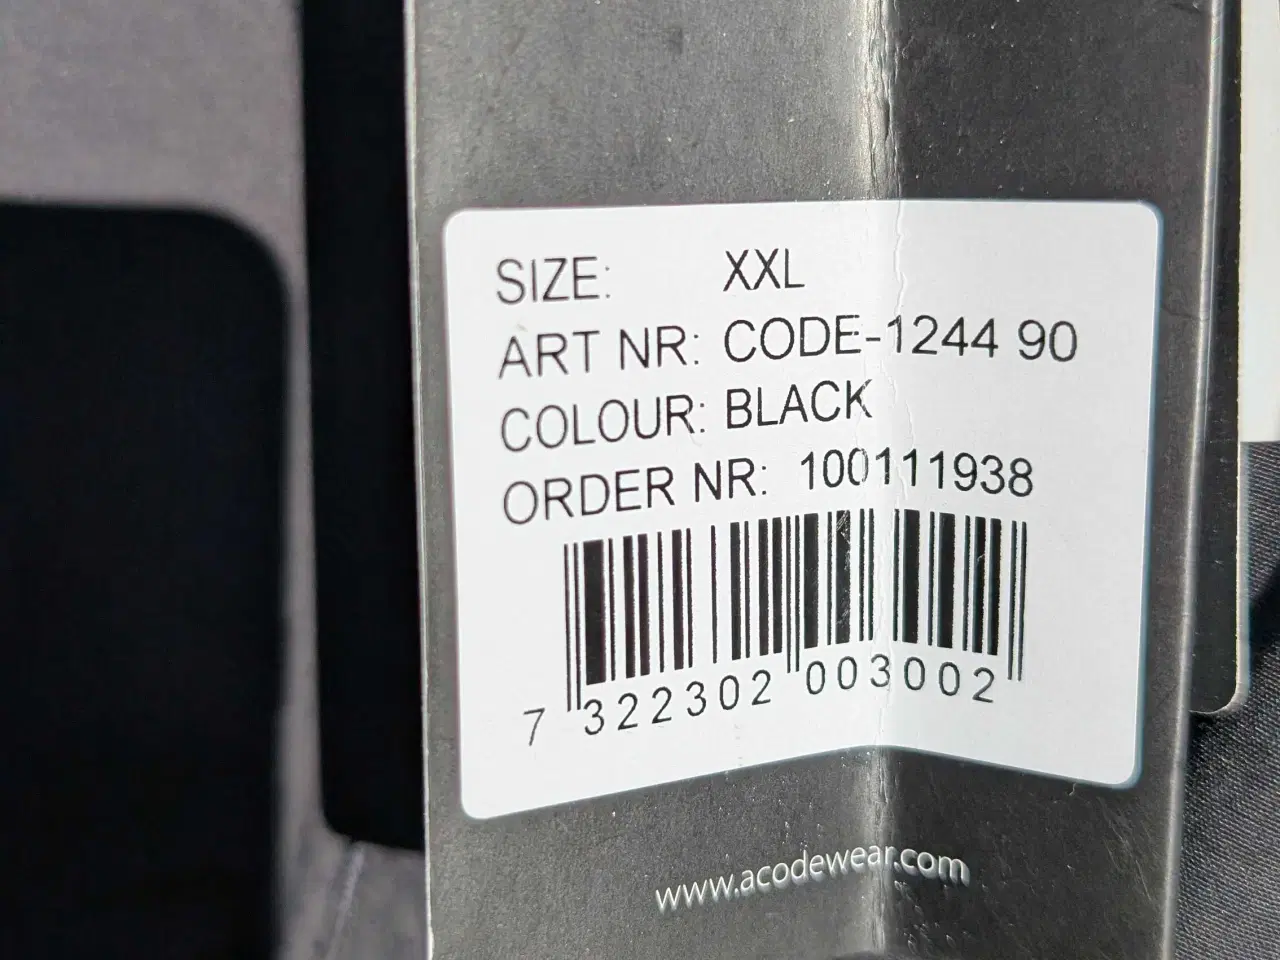 SIZE: XXL
ART NR: CODE-1244 90
COLOUR: BLACK
ORDER NR: 100111938
7 322302 003002
www.acodewear.com